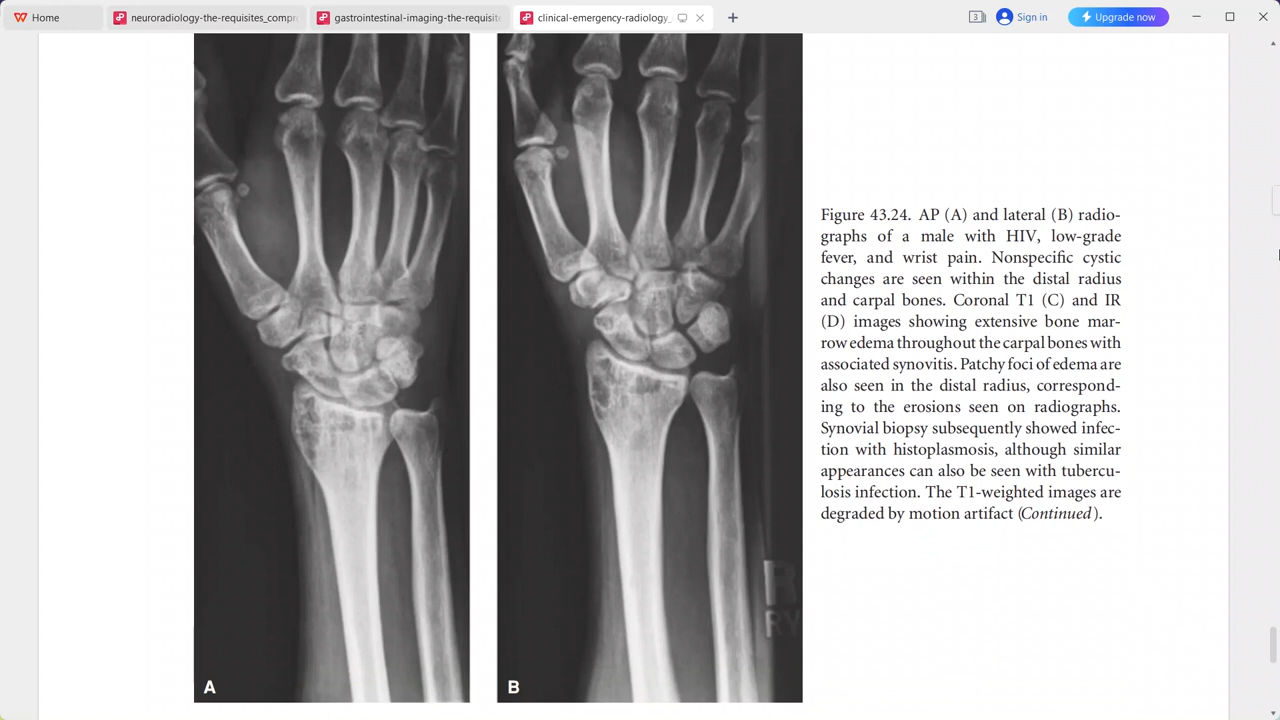 Home
neuroradiology-the-requisites_compr
gastrointestinal-imaging-the-requisite
clinical-emergency-radiology_
3
Sign in
Upgrade now
Figure 43.24. AP (A) and lateral (B) radio-
graphs of a male with HIV, low-grade
fever, and wrist pain. Nonspecific cystic
changes are seen within the distal radius
and carpal bones. Coronal T1 (C) and IR
(D) images showing extensive bone mar-
row edema throughout the carpal bones with
associated synovitis. Patchy foci of edema are
also seen in the distal radius, correspond-
ing to the erosions seen on radiographs.
Synovial biopsy subsequently showed infec-
tion with histoplasmosis, although similar
appearances can also be seen with tubercu-
losis infection. The T1-weighted images are
degraded by motion artifact (Continued).
R
RY
A
B